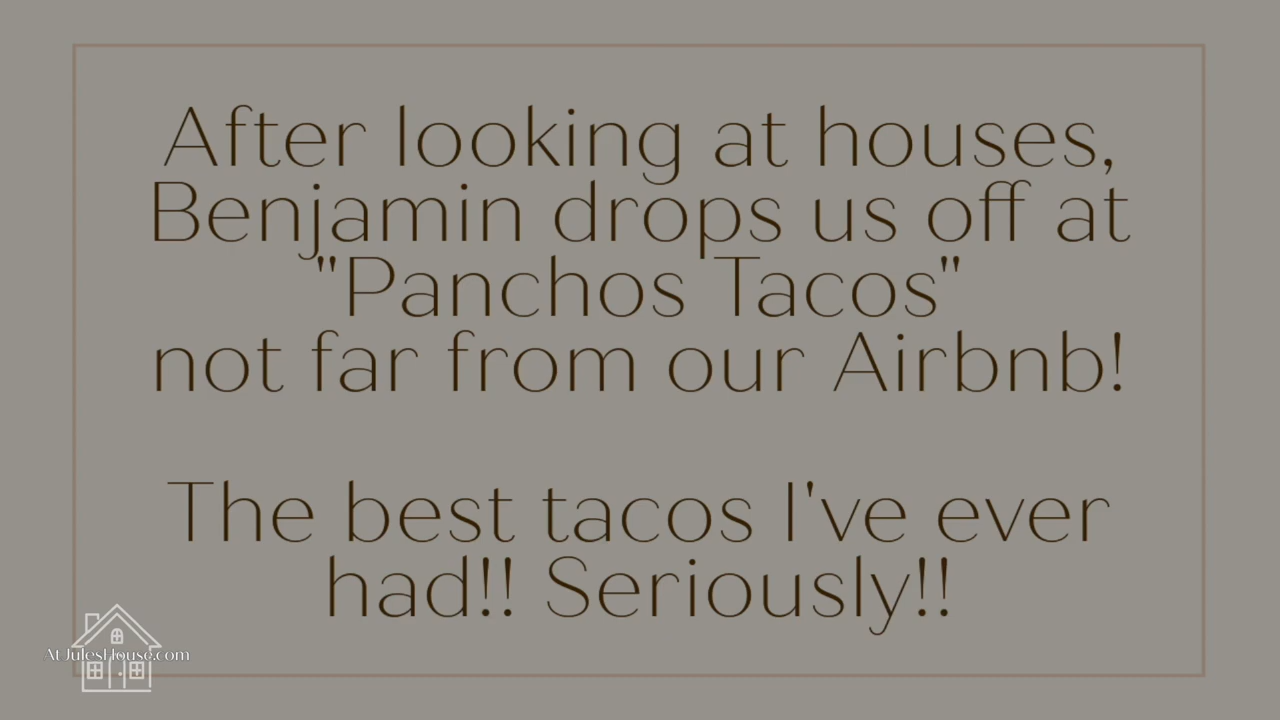 After looking at houses,
Benjamin drops us off at
"Panchos Tacos"
not far from our Airbnb!
The best tacos I've ever
had!! Seriously!!
AtJulesHouse.com